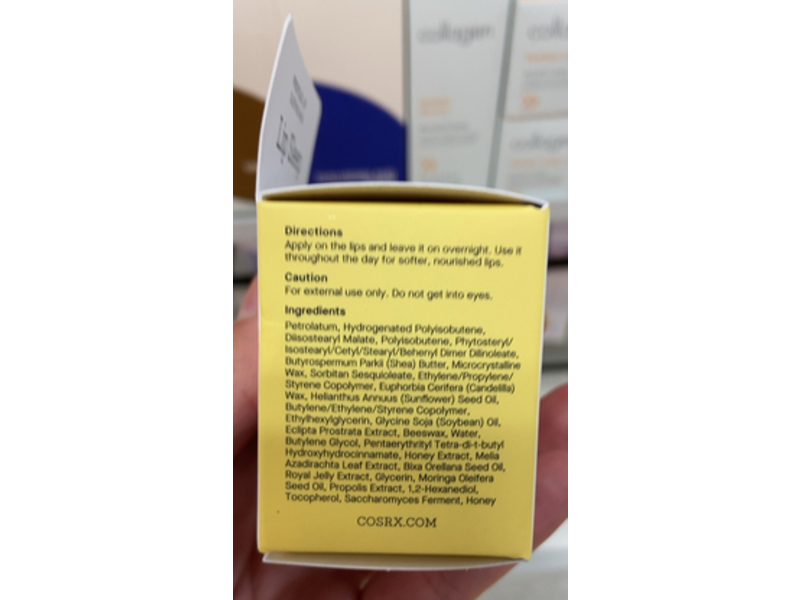 collagen
Directions
Apply on the lips and leave it on overnight. Use it
throughout the day for softer, nourished lips.
Caution
For external use only. Do not get into eyes.
Ingredients
Petrolatum, Hydrogenated Polyisobutene,
Diisostearyl Malate, Polyisobutene, Phytosteryl/
Isostearyl/Cetyl/Stearyl/Behenyl Dimer Dilinoleate,
Butyrospermum Parkii (Shea) Butter, Microcrystalline
Wax, Sorbitan Sesquioleate, Ethylene/Propylene/
Styrene Copolymer, Euphorbia Cerifera (Candelilla)
Wax, Helianthus Annuus (Sunflower) Seed Oil,
Butylene/Ethylene/Styrene Copolymer,
Ethylhexylglycerin, Glycine Soja (Soybean) Oil,
Eclipta Prostrata Extract, Beeswax, Water,
Butylene Glycol, Pentaerythrityl Tetra-di-t-butyl
Hydroxyhydrocinnamate, Honey Extract, Melia
Azadirachta Leaf Extract, Bixa Orellana Seed Oil,
Royal Jelly Extract, Glycerin, Moringa Oleifera
Seed Oil, Propolis Extract, 1,2-Hexanediol,
Tocopherol, Saccharomyces Ferment, Honey
COSRX.COM